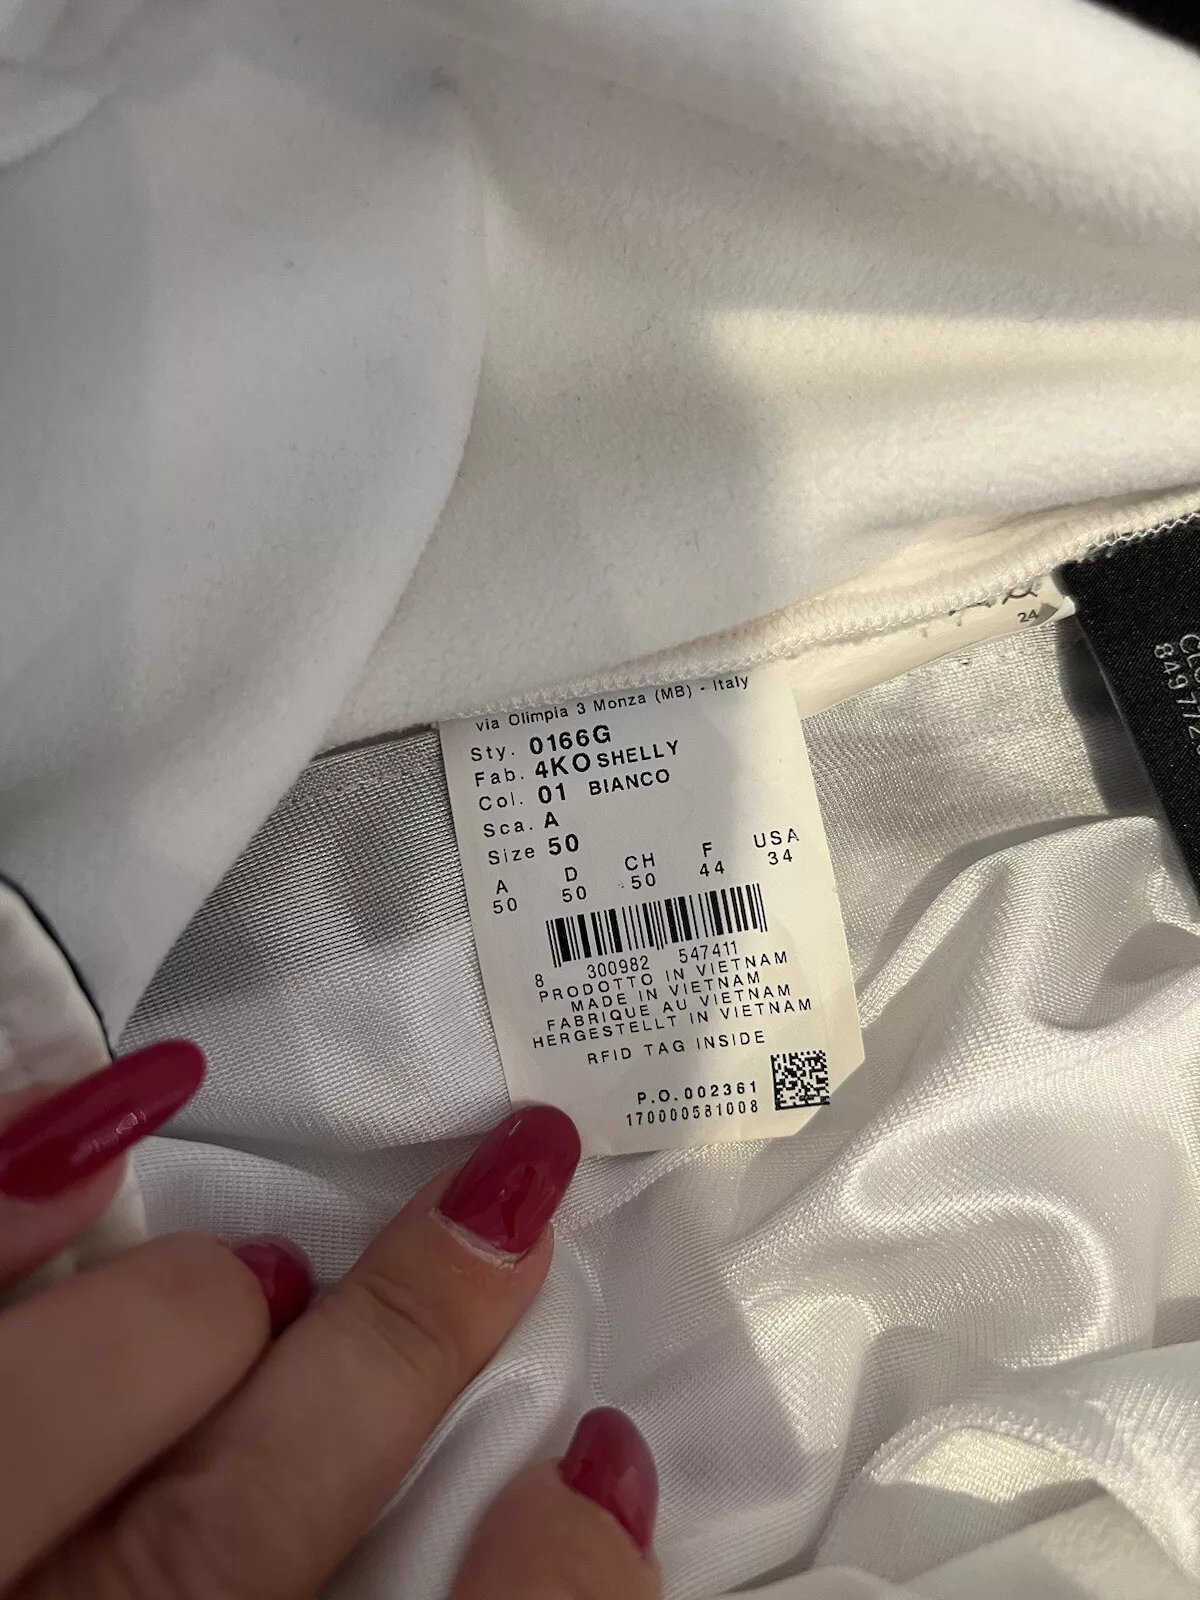 via Olimpia 3 Monza (MB) - Italy
Sty. 0166G
Fab. 4KO SHELLY
Col. 01 BIANCO
Sca. A
Size 50
A D CH F USA
50 50 50 44 34
8 300982 547411
PRODOTTO IN VIETNAM
MADE IN VIETNAM
FABRIQUE AU VIETNAM
HERGESTELLT IN VIETNAM
RFID TAG INSIDE
P.O.002361
170000581008
24